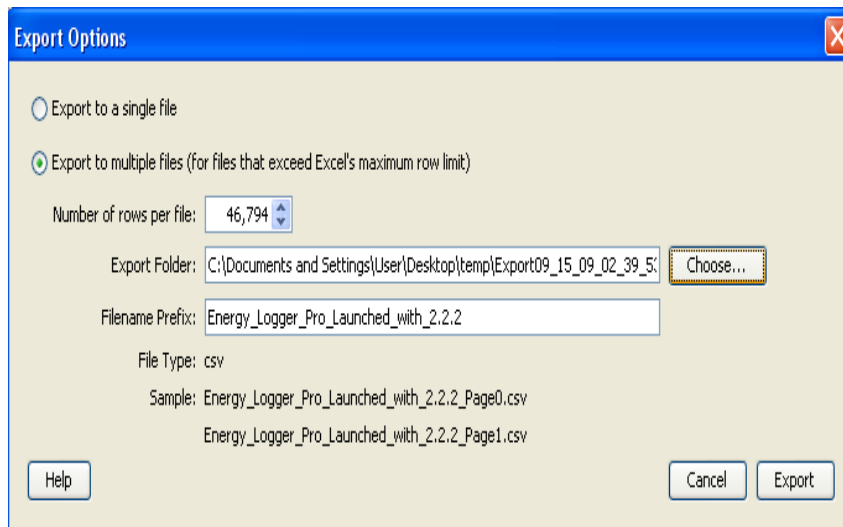 Export Options
Export to a single file
Export to multiple files (for files that exceed Excel's maximum row limit)
Number of rows per file: 46,794
Export Folder: C:\Documents and Settings\User\Desktop\temp\Export09_15_09_02_39_5 Choose...
Filename Prefix: Energy_Logger_Pro_Launched_with_2.2.2
File Type: csv
Sample: Energy_Logger_Pro_Launched_with_2.2.2_Page0.csv
Energy_Logger_Pro_Launched_with_2.2.2_Page1.csv
Help Cancel Export